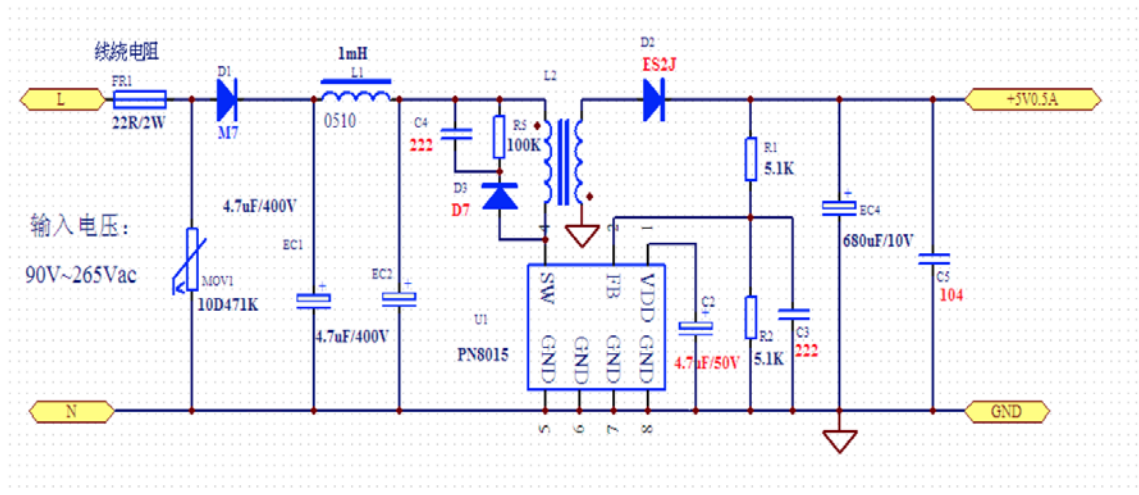 线绕电阻
FR1
L
22R/2W
D1
M7
1mH
L1
0510
C4
222
R5
100K
D3
D7
L2
D2
ES2J
+5V0.5A
R1
5.1K
EC4
680uF/10V
C5
104
输入电压:
90V~265Vac
MOV1
10D471K
4.7uF/400V
EC1
EC2
4.7uF/400V
4
2
1
SW
FB
VDD
U1
PN8015
GND
GND
GND
GND
4.7uF/50V
R2
5.1K
C3
222
N
5
6
7
8
GND